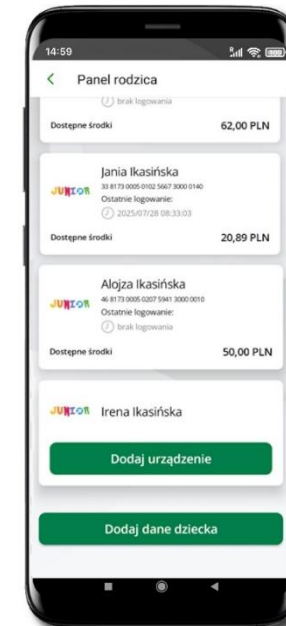 14:59
Panel rodzica
brak logowania
Dostępne środki 62,00 PLN
Jania Ikasińska
JUNIOR
33 8173 0005 0102 5667 3000 0140
Ostatnie logowanie:
2025/07/28 08:33:03
Dostępne środki 20,89 PLN
Alojza Ikasińska
JUNIOR
46 8173 0005 0207 5941 3000 0010
Ostatnie logowanie:
brak logowania
Dostępne środki 50,00 PLN
JUNIOR Irena Ikasińska
Dodaj urządzenie
Dodaj dane dziecka